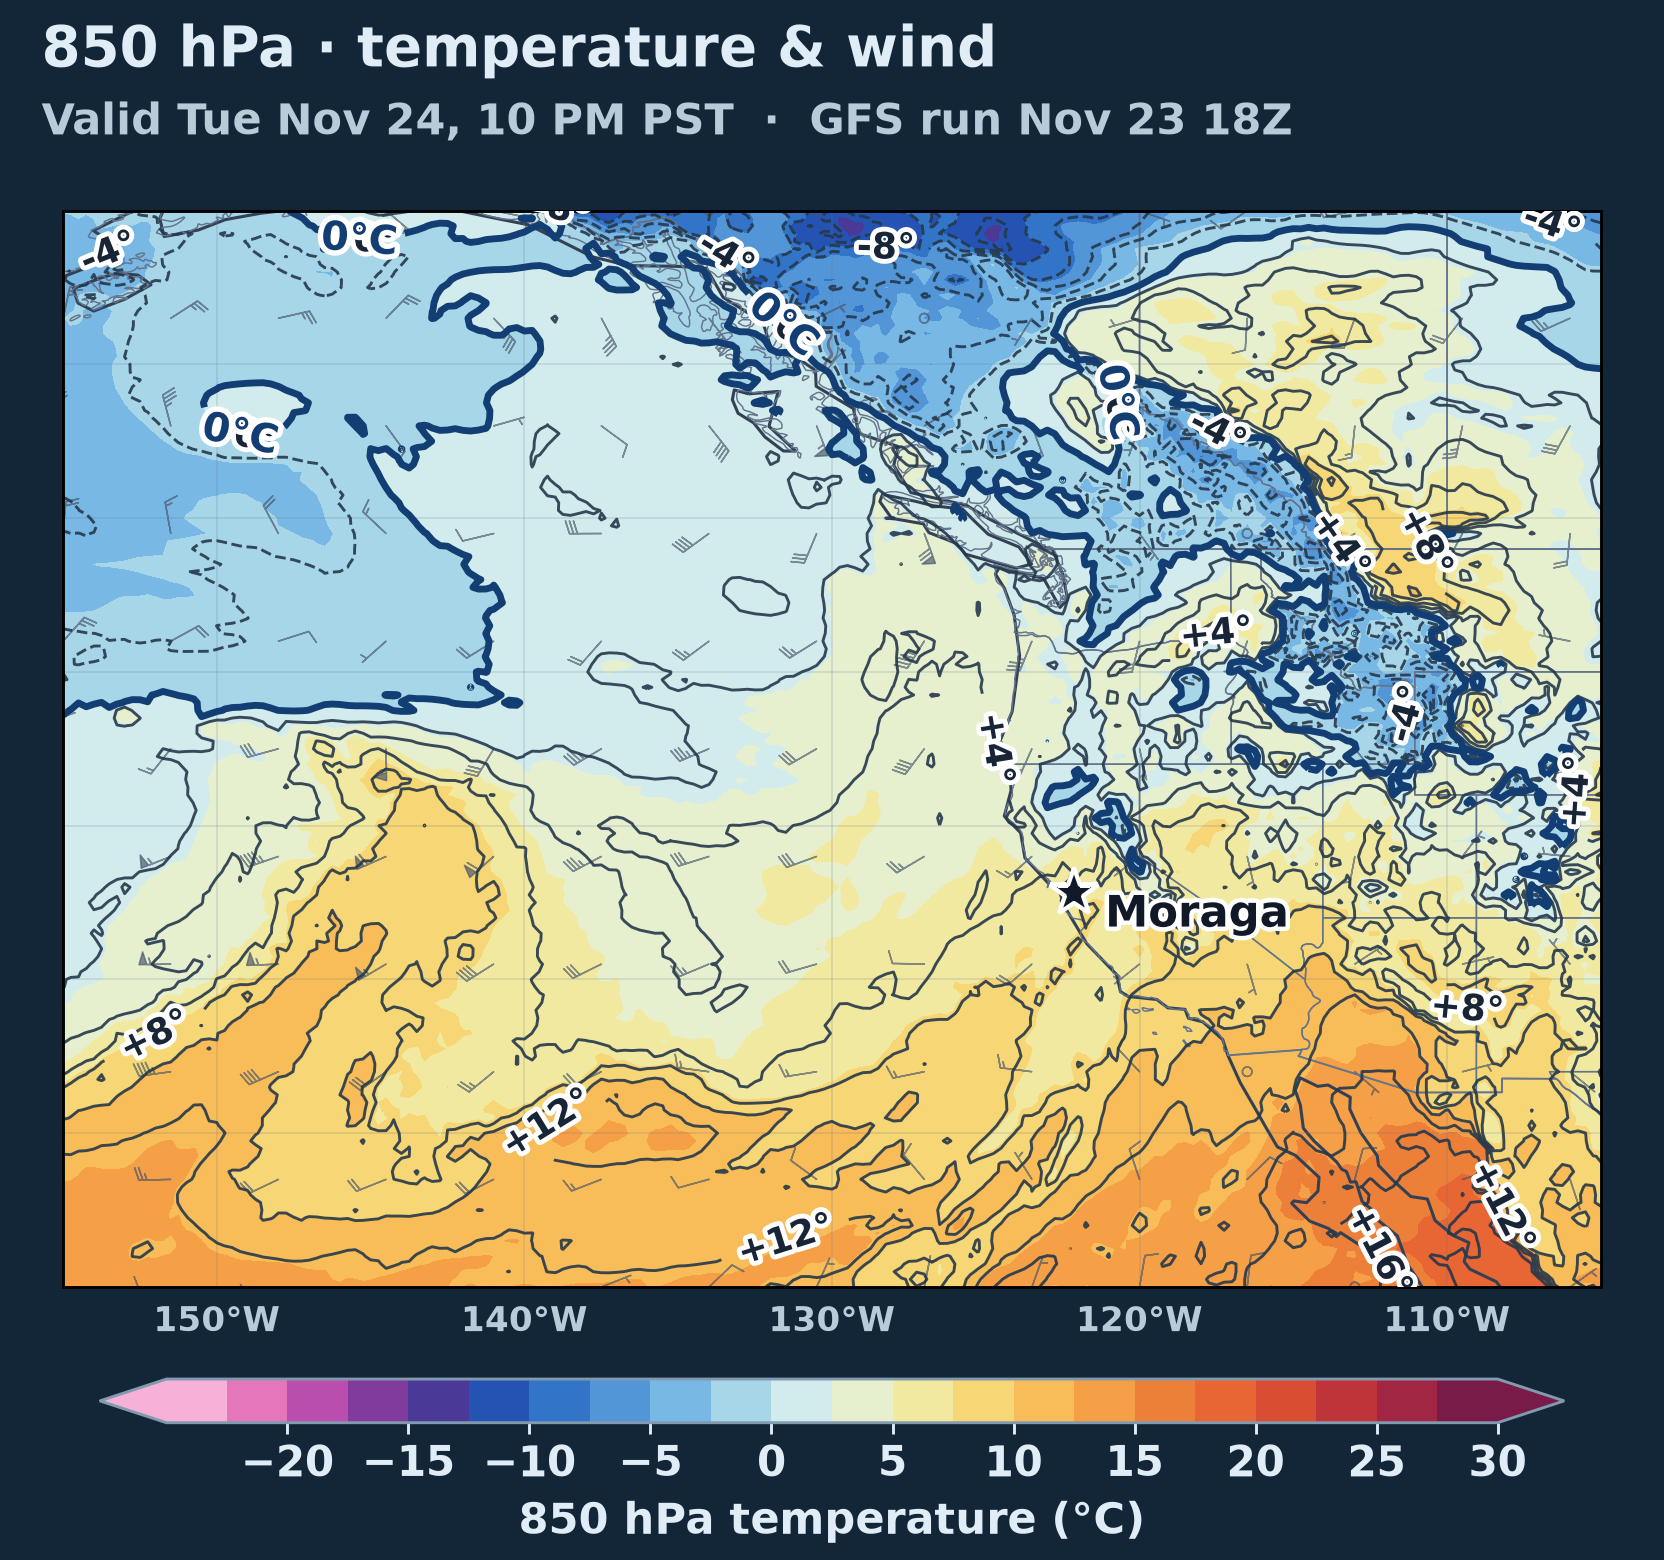 850 hPa · temperature & wind
Valid Tue Nov 24, 10 PM PST · GFS run Nov 23 18Z
-4°
0°C
-4°
-8°
-4°
0°C
0°C
0°C
-4°
+4°
+8°
+4°
-4°
+4°
+4°
Moraga
+8°
+8°
+12°
+12°
+12°
+16°
150°W 140°W 130°W 120°W 110°W
−20 −15 −10 −5 0 5 10 15 20 25 30
850 hPa temperature (°C)